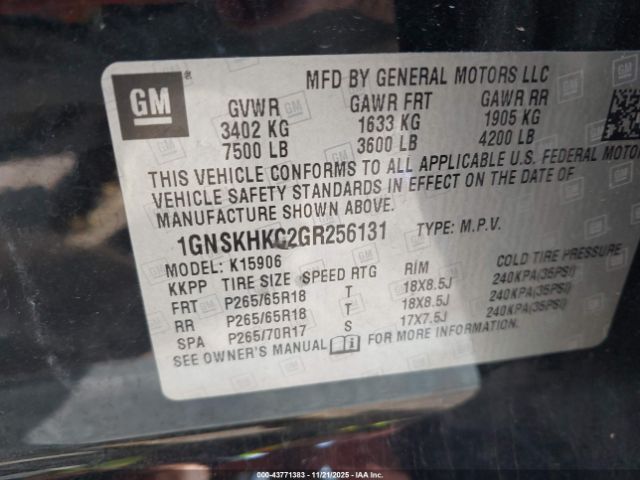 GM
MFD BY GENERAL MOTORS LLC
GVWR GAWR FRT GAWR RR
3402 KG 1633 KG 1905 KG
7500 LB 3600 LB 4200 LB
THIS VEHICLE CONFORMS TO ALL APPLICABLE U.S. FEDERAL MOTOR
VEHICLE SAFETY STANDARDS IN EFFECT ON THE DATE OF
MANUFACTURE SHOWN ABOVE.
1GNSKHKC2GR256131 TYPE: M.P.V.
MODEL: K15906
KKPP TIRE SIZE SPEED RTG RIM COLD TIRE PRESSURE
FRT P265/65R18 T 18X8.5J 240KPA(35PSI)
RR P265/65R18 T 18X8.5J 240KPA(35PSI)
SPA P265/70R17 S 17X7.5J 240KPA(35PSI)
SEE OWNER'S MANUAL i FOR MORE INFORMATION.
© - 43771383 - 11/21/2025 - IAA Inc.